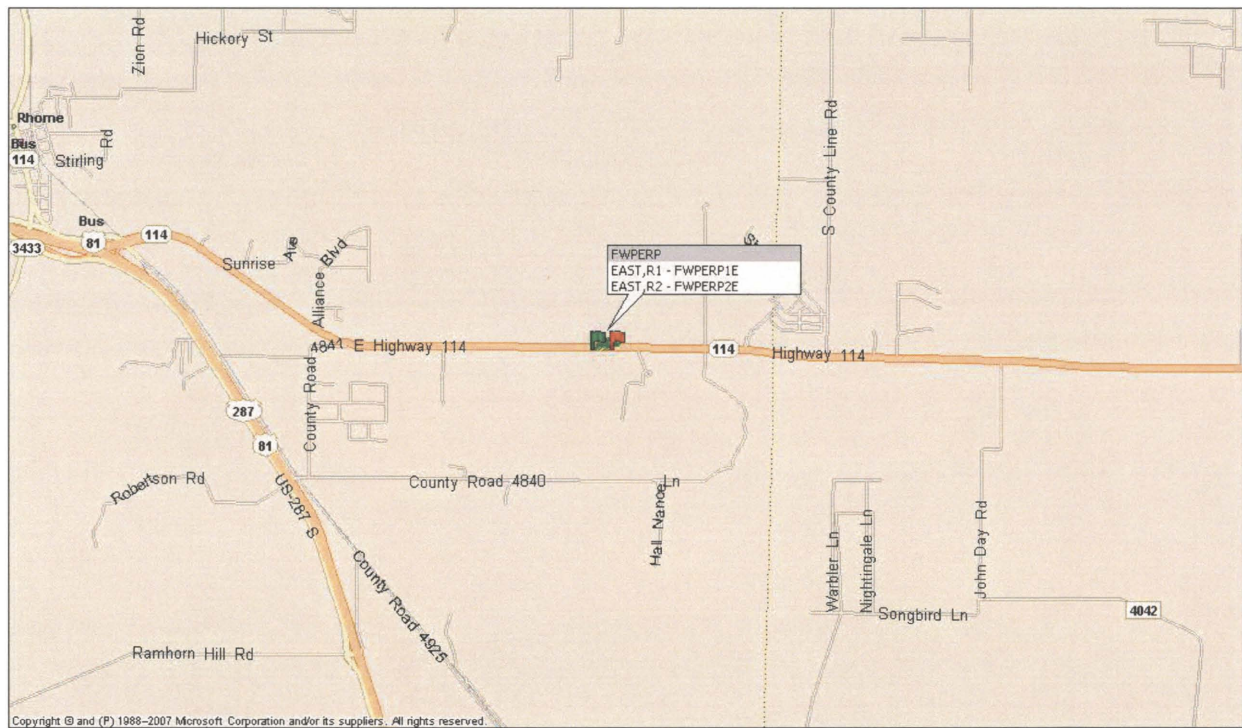 Zion Rd
Hickory St
Rhome
Bus
114
Stirling Rd
S County Line Rd
Bus
81
114
3433
Sunrise Ave
Alliance Blvd
FWPERP
EAST,R1 - FWPERP1E
EAST,R2 - FWPERP2E
4844
E Highway 114
114
Highway 114
County Road
287
81
Robertson Rd
US-287 S
County Road 4840
Ln
Hall Nance
Warbler Ln
Nightingale Ln
John Day Rd
County Road 4925
Songbird Ln
4042
Ramhorn Hill Rd
Copyright © and (P) 1988–2007 Microsoft Corporation and/or its suppliers. All rights reserved.